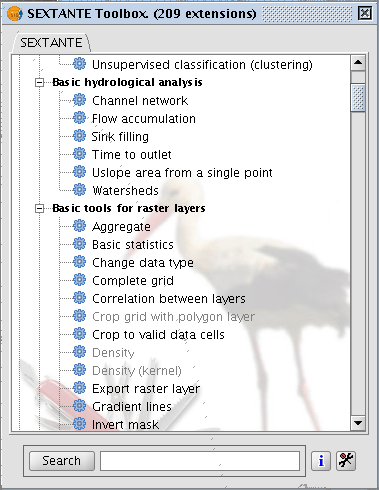 SEXTANTE Toolbox. (209 extensions)
SEXTANTE
Unsupervised classification (clustering)
Basic hydrological analysis
Channel network
Flow accumulation
Sink filling
Time to outlet
Uslope area from a single point
Watersheds
Basic tools for raster layers
Aggregate
Basic statistics
Change data type
Complete grid
Correlation between layers
Crop grid with polygon layer
Crop to valid data cells
Density
Density (kernel)
Export raster layer
Gradient lines
Invert mask
Search
i